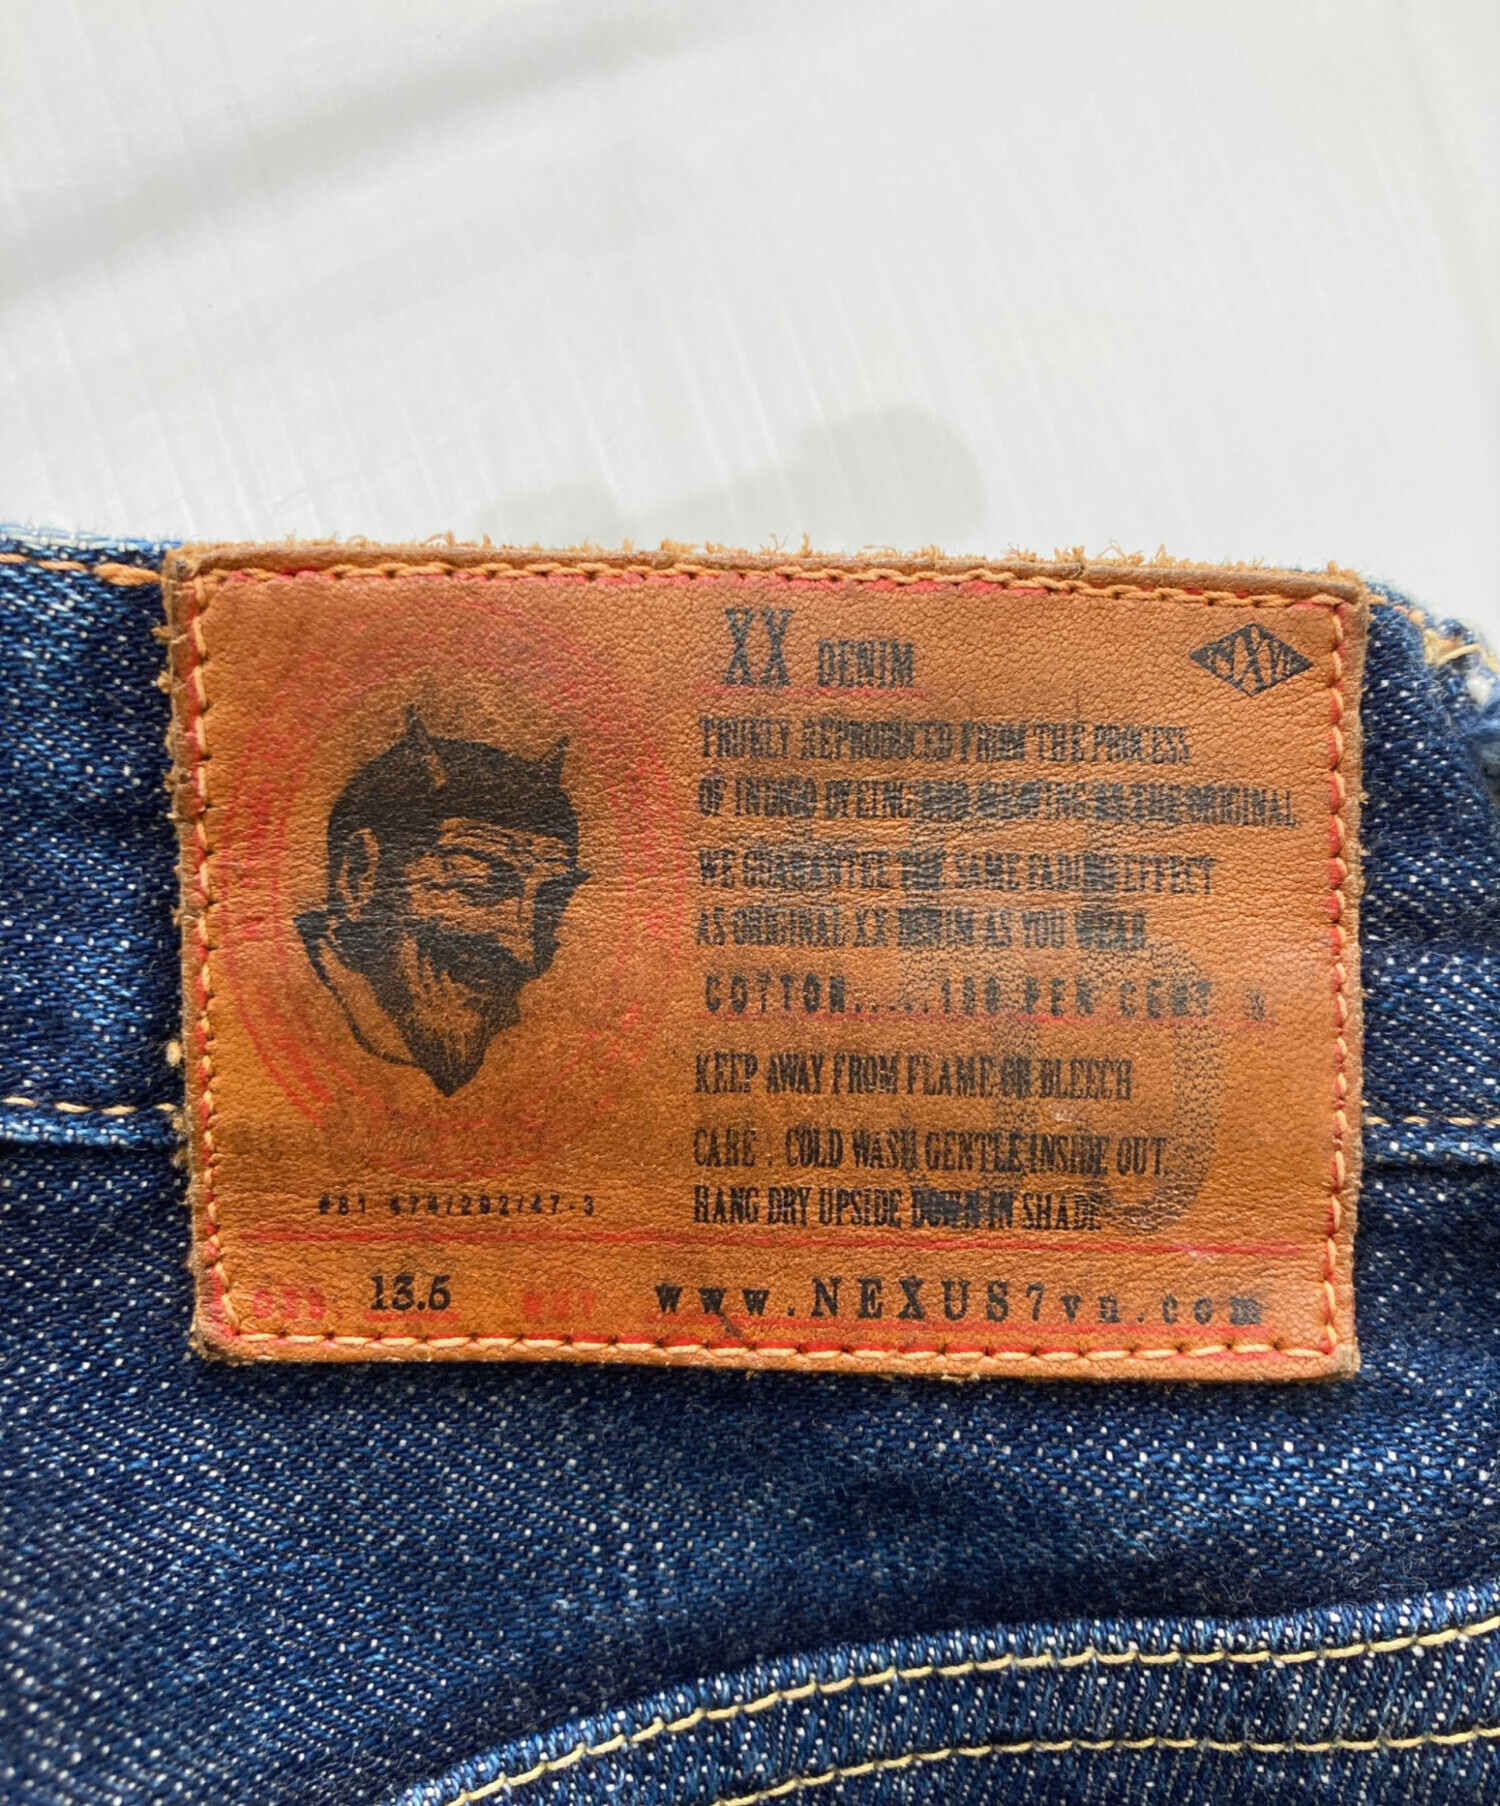 XX DENIM
TRUELY REPRODUCED FROM THE PROCESS
OF INDIGO DYEING AND WEAVING AS THE ORIGINAL
WE GUARANTEE THE SAME FADING EFFECT
AS ORIGINAL XX DENIM AS YOU WEAR
COTTON.....100 PER CENT
KEEP AWAY FROM FLAME OR BLEECH
CARE : COLD WASH GENTLE INSIDE OUT.
HANG DRY UPSIDE DOWN IN SHADE
13.5
www.NEXUS7vn.com